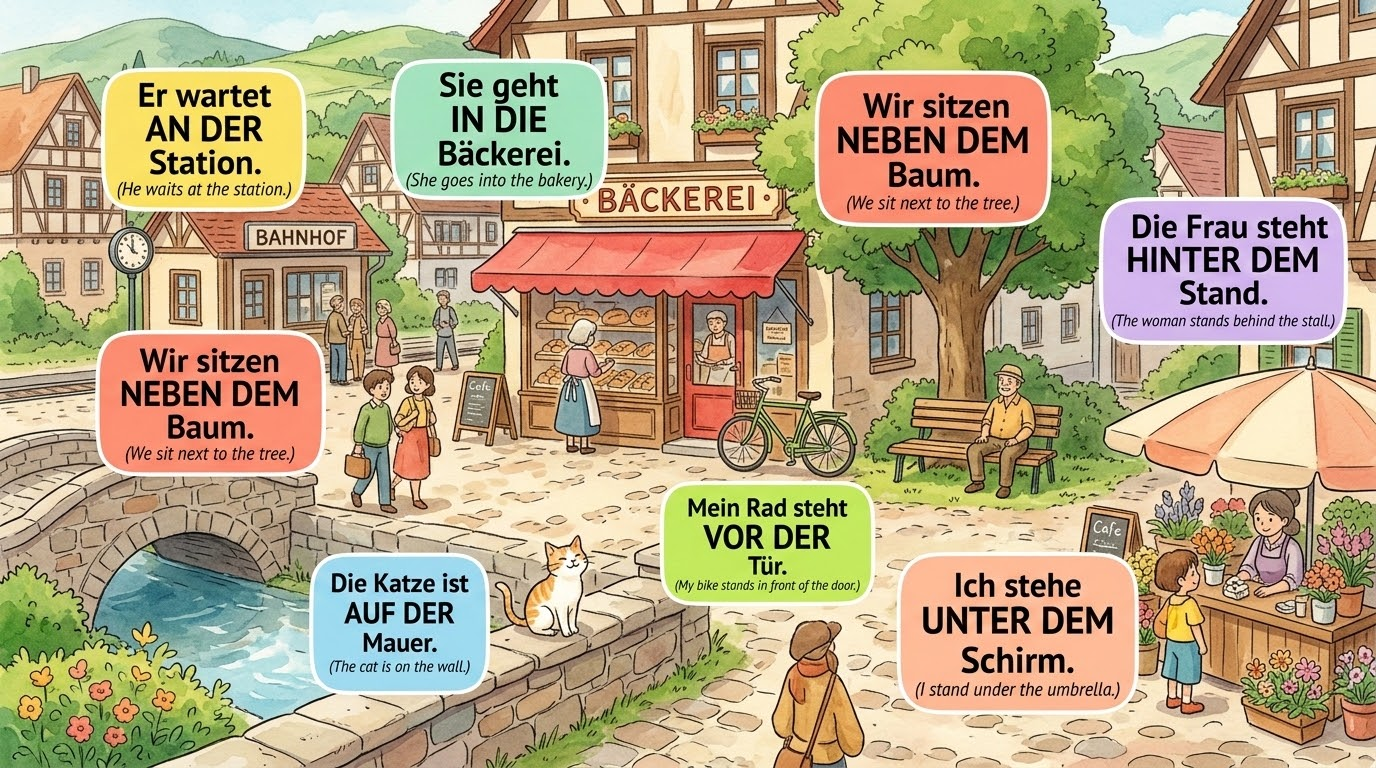 Er wartet
AN DER
Station.
(He waits at the station.)
Sie geht
IN DIE
Bäckerei.
(She goes into the bakery.)
Wir sitzen
NEBEN DEM
Baum.
(We sit next to the tree.)
Die Frau steht
HINTER DEM
Stand.
(The woman stands behind the stall.)
BÄCKEREI
BAHNHOF
Wir sitzen
NEBEN DEM
Baum.
(We sit next to the tree.)
Cafe
Mein Rad steht
VOR DER
Tür.
(My bike stands in front of the door.)
Cafe
Die Katze ist
AUF DER
Mauer.
(The cat is on the wall.)
Ich stehe
UNTER DEM
Schirm.
(I stand under the umbrella.)